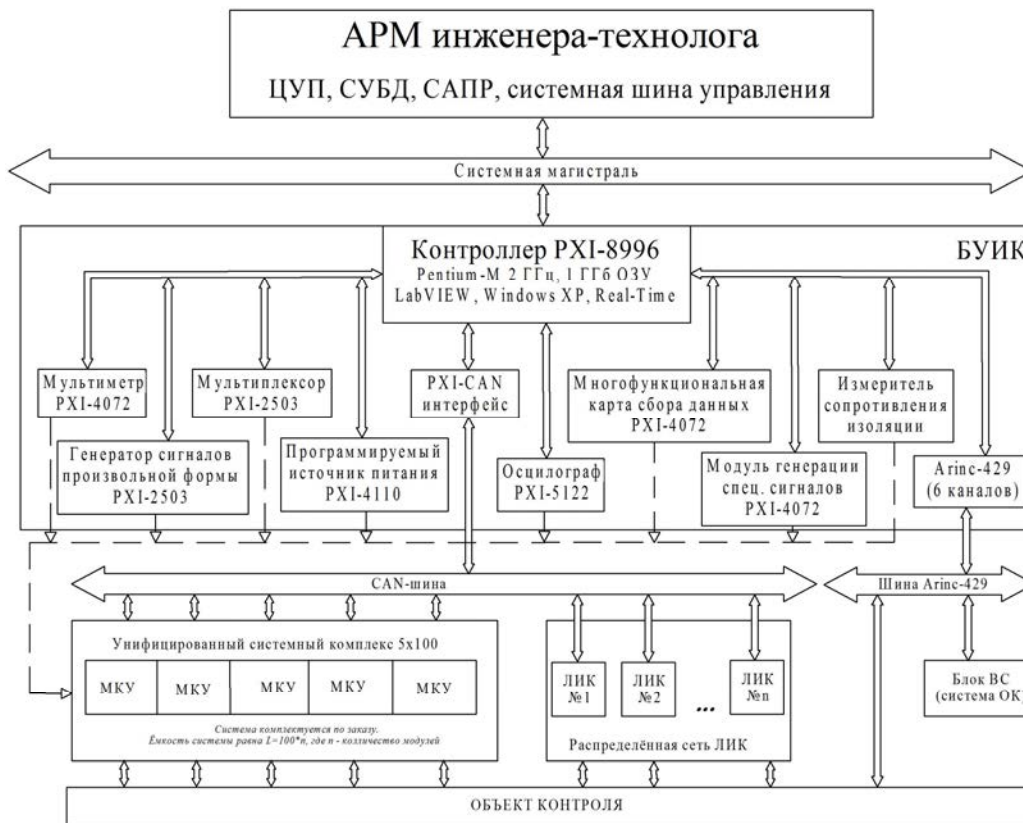 АРМ инженера-технолога
ЦУП, СУБД, САПР, системная шина управления
Системная магистраль
БУИК
Контроллер PXI-8996
Pentium-M 2 ГГц, 1 ГГб ОЗУ
LabVIEW, Windows XP, Real-Time
Мультиметр
PXI-4072
Мультиплексор
PXI-2503
PXI-CAN
интерфейс
Многофункциональная
карта сбора данных
PXI-4072
Измеритель
сопротивления
изоляции
Генератор сигналов
произвольной формы
PXI-2503
Программируемый
источник питания
PXI-4110
Осцилограф
PXI-5122
Модуль генерации
спец. сигналов
PXI-4072
Arinc-429
(6 каналов)
CAN-шина
Шина Arinc-429
Унифицированный системный комплекс 5х100
МКУ
МКУ
МКУ
МКУ
МКУ
Система комплектуется по заказу.
Ёмкость системы равна L=100*n, где n - колличество модулей
ЛИК
№1
ЛИК
№2
...
ЛИК
№n
Распределённая сеть ЛИК
Блок ВС
(система ОК)
ОБЪЕКТ КОНТРОЛЯ